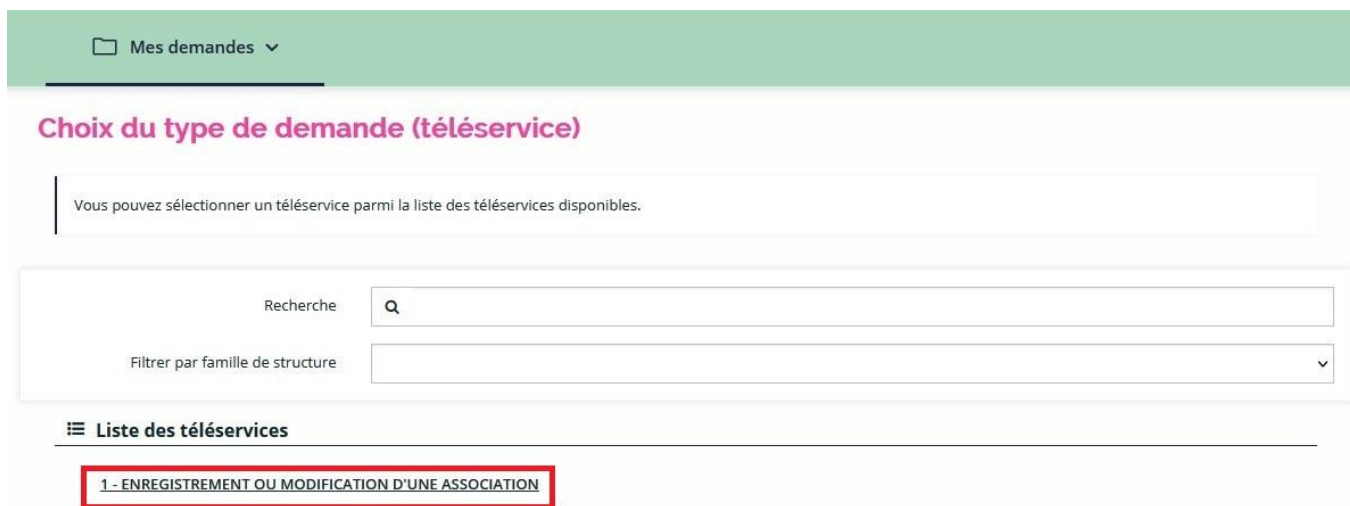 Mes demandes
Choix du type de demande (téléservice)
Vous pouvez sélectionner un téléservice parmi la liste des téléservices disponibles.
Recherche
Filtrer par famille de structure
Liste des téléservices
1 - ENREGISTREMENT OU MODIFICATION D'UNE ASSOCIATION